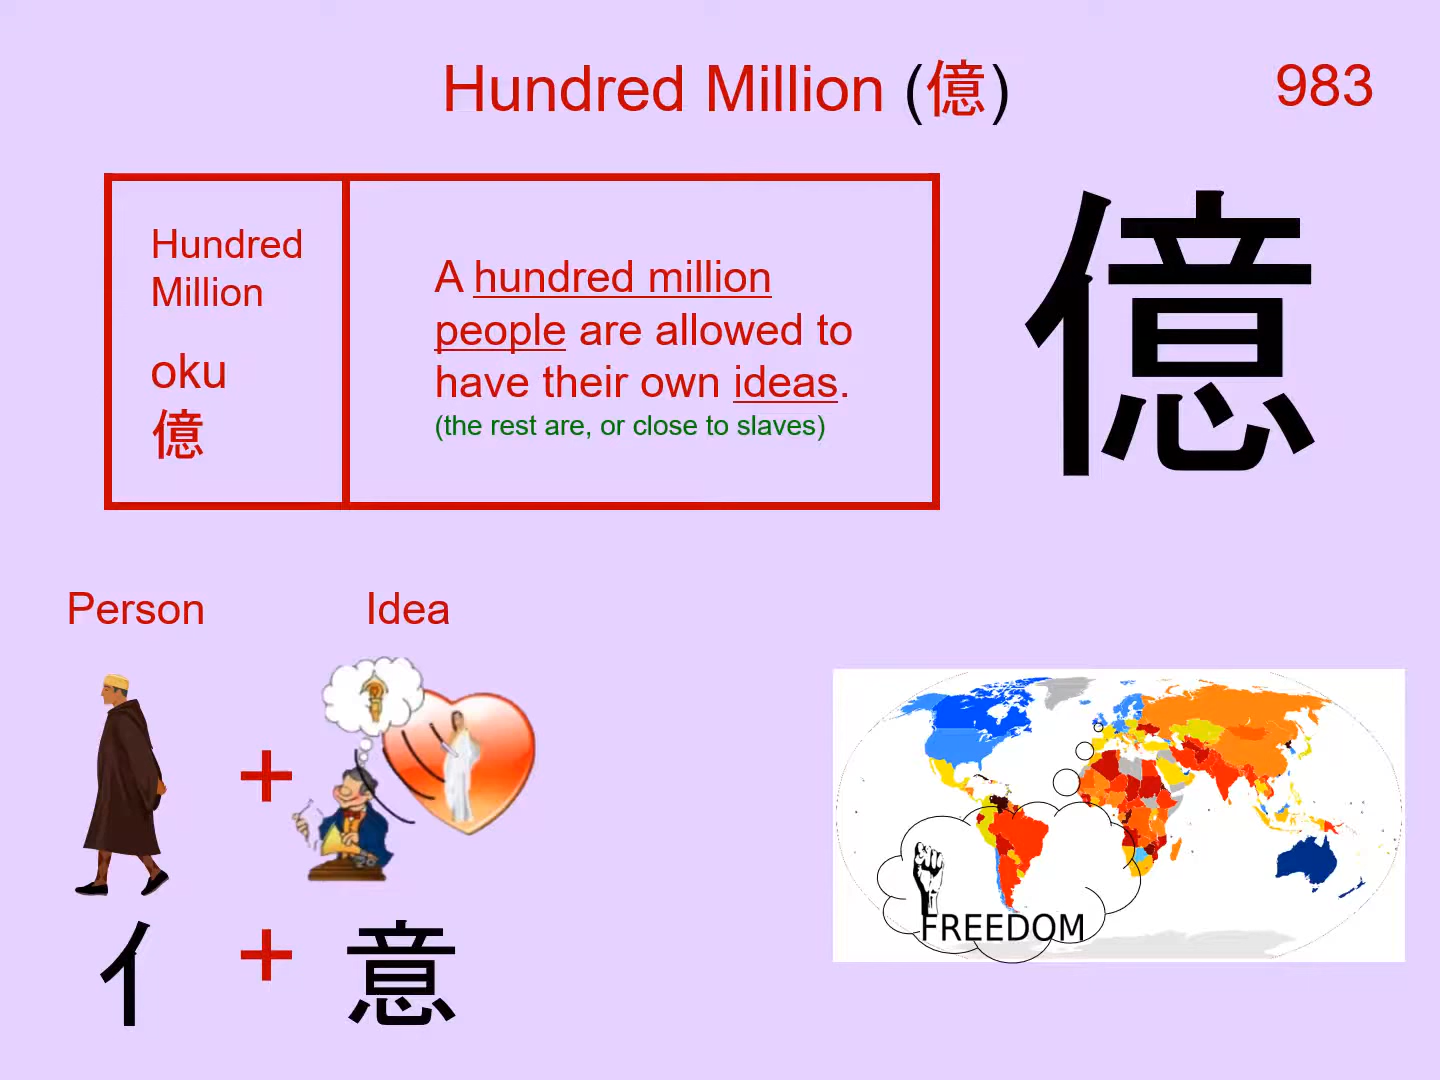 Hundred Million (億)
983
Hundred
Million
oku
億
A hundred million
people are allowed to
have their own ideas.
(the rest are, or close to slaves)
億
Person
Idea
+
亻 + 意
FREEDOM